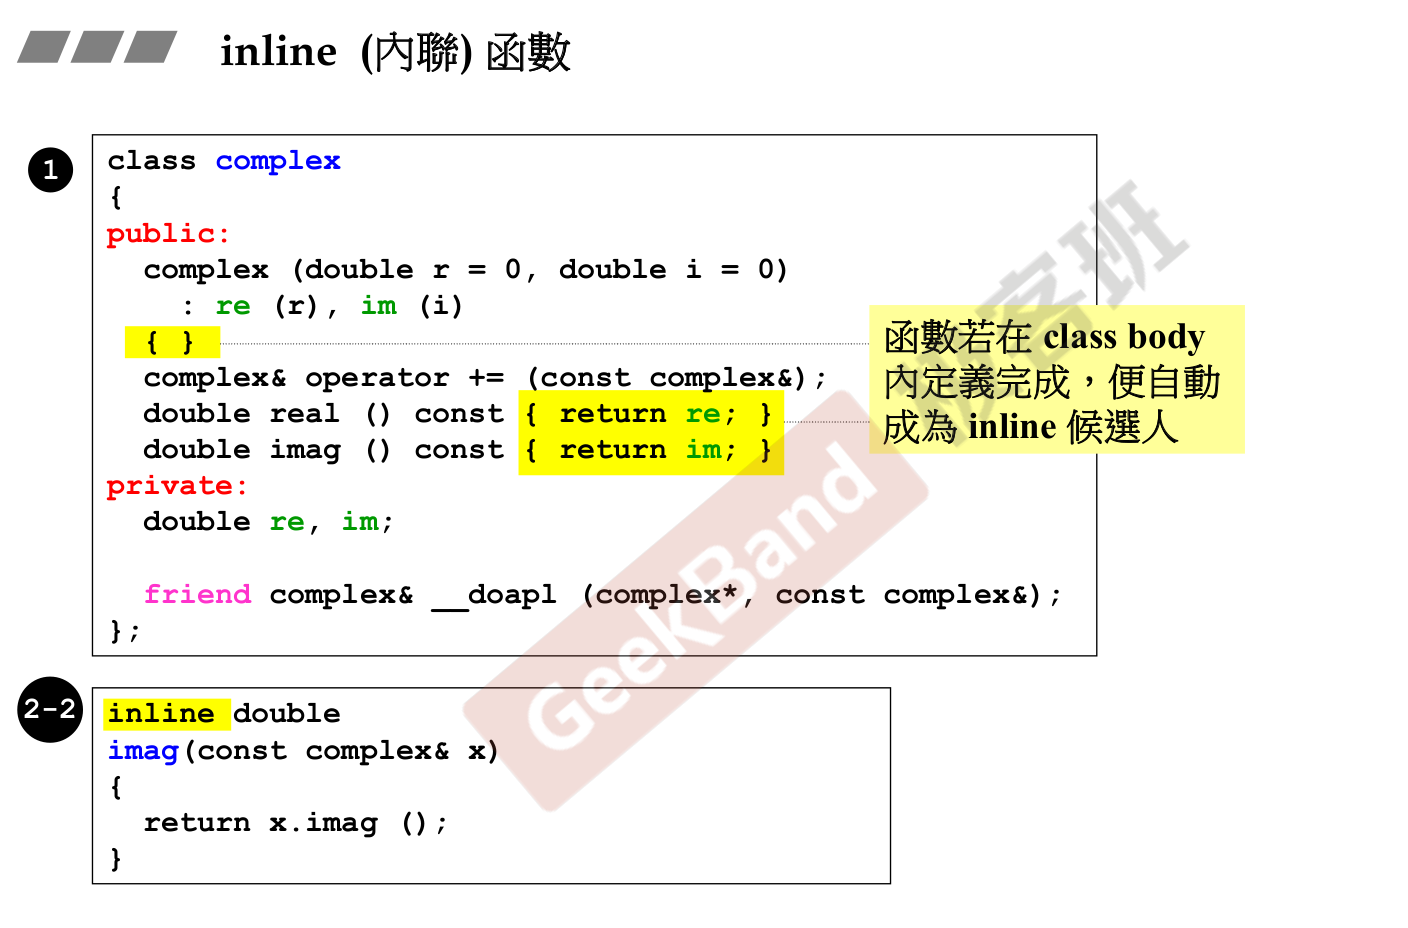 inline (內聯) 函數
1
class complex
{
public:
complex (double r = 0, double i = 0)
: re (r), im (i)
{ }
complex& operator += (const complex&);
double real () const { return re; }
double imag () const { return im; }
private:
double re, im;
friend complex& __doapl (complex*, const complex&);
};
函數若在 class body
內定義完成，便自動
成為 inline 候選人
2-2
inline double
imag(const complex& x)
{
return x.imag ();
}
GeekBand 极客班